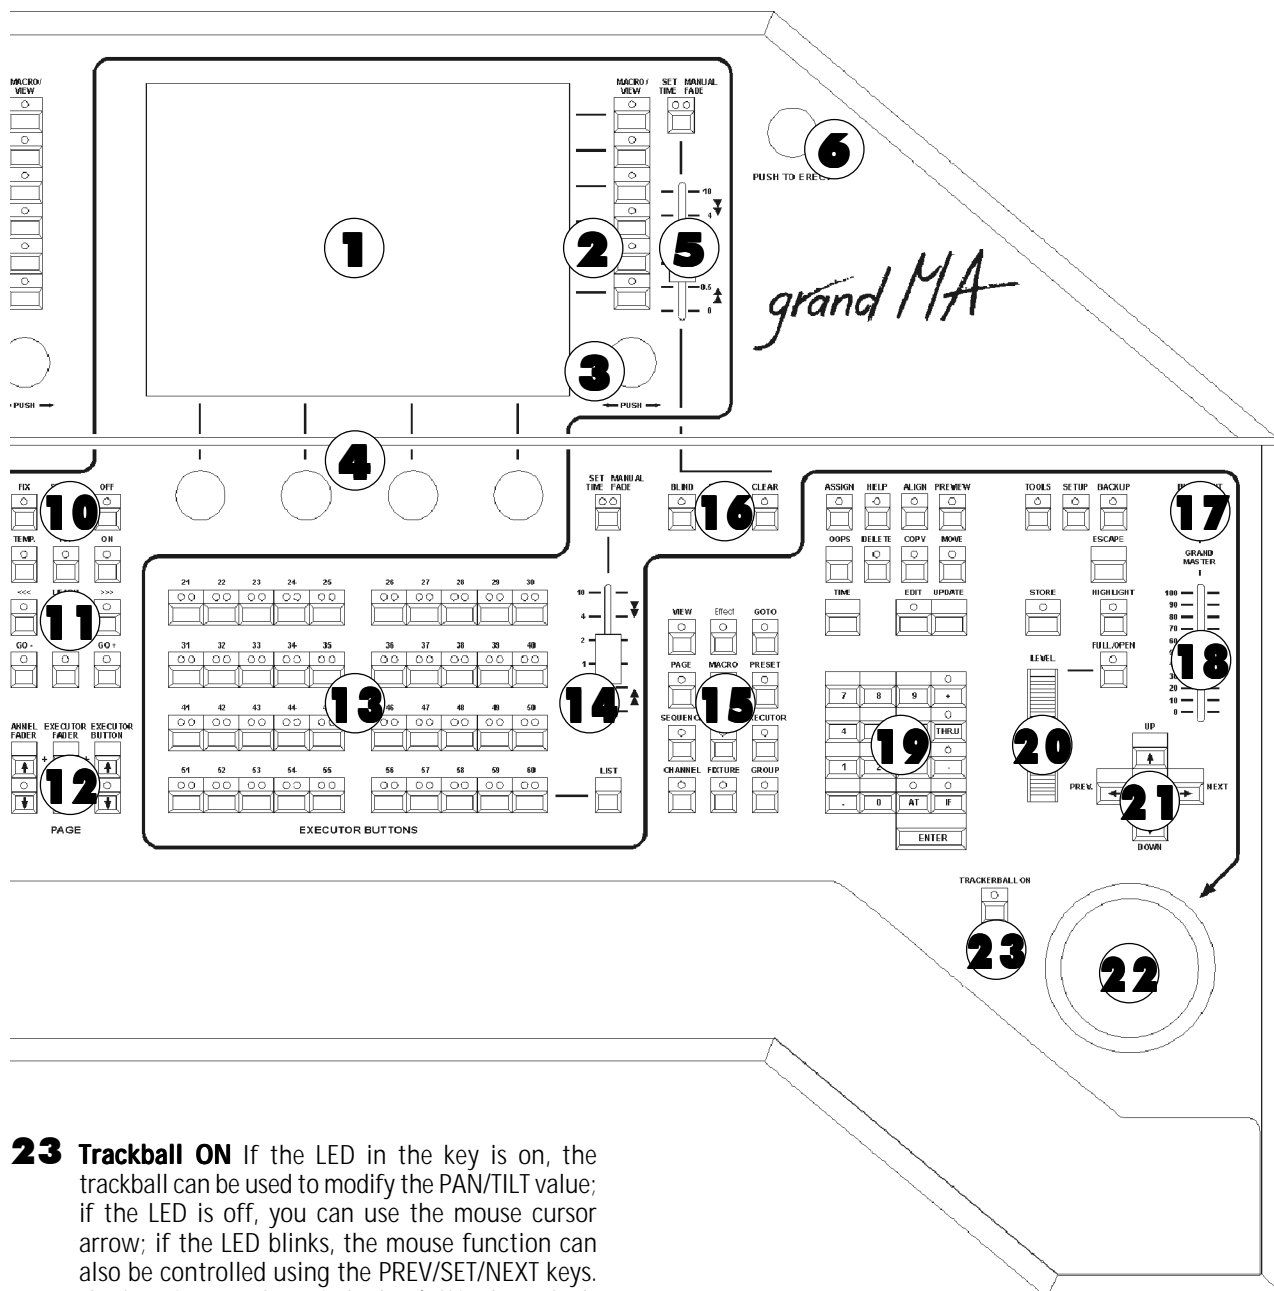 MACRO/ VIEW
MACRO/ VIEW
SET TIME
MANUAL FADE
6
PUSH TO
10
4
1
2
5
0.5
0
grand MA
3
PUSH
PUSH
4
FIX
OFF
10
SET TIME
MANUAL FADE
BLIND
16
CLEAR
ASSIGN HELP ALIGN PREVIEW
TOOLS SETUP BACKUP
17
TEMP.
ON
OOPS DELETE COPY MOVE
ESCAPE
GRAND MASTER
<<<
>>>
11
21 22 23 24 25 26 27 28 29 30
10
4
2
1
TIME
EDIT UPDATE
STORE
HIGHLIGHT
100
90
80
70
VIEW Effect GOTO
GO -
GO +
31 32 33 34 35 36 37 38 39 40
LEVEL
FULL/OPEN
18
20
10
0
PAGE MACRO PRESET
13
14
15
7 8 9 +
41 42 43 45 47 48 49 50
4 THRU
19
20
1 -
. 0 AT IF
ENTER
UP
PREV.
NEXT
21
DOWN
EXECUTOR FADER
EXECUTOR BUTTON
12
PAGE
51 52 53 54 55 56 57 58 59 60
LIST
CHANNEL FIXTURE GROUP
EXECUTOR BUTTONS
TRACKERBALL ON
23
22
23 Trackball ON If the LED in the key is on, the
trackball can be used to modify the PAN/TILT value;
if the LED is off, you can use the mouse cursor
arrow; if the LED blinks, the mouse function can
also be controlled using the PREV/SET/NEXT keys.